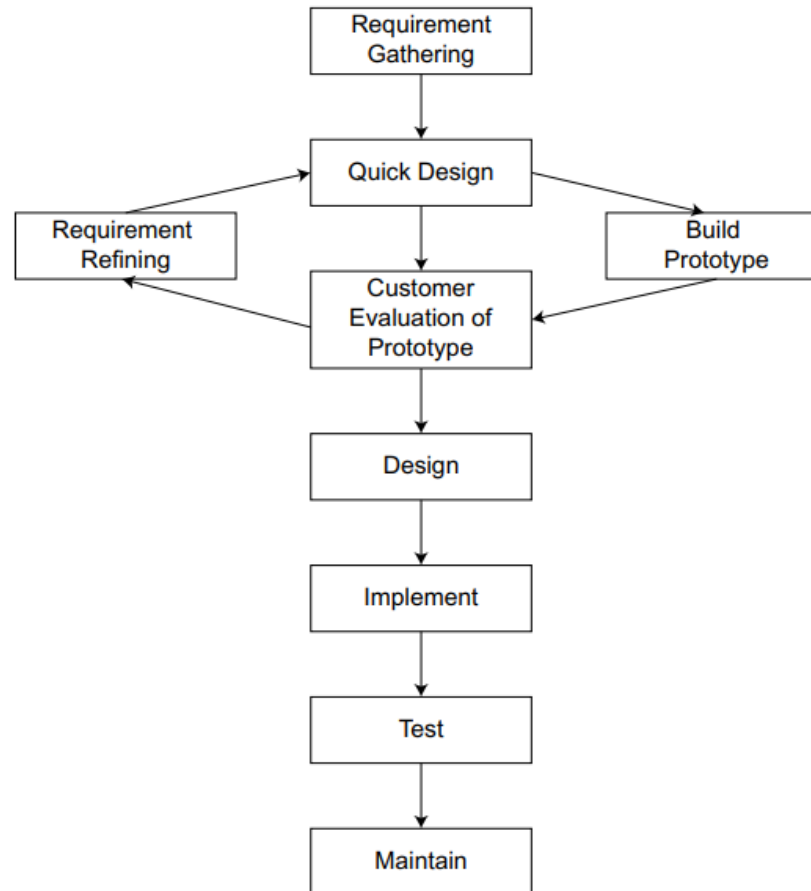 Requirement
Gathering
Quick Design
Requirement
Refining
Build
Prototype
Customer
Evaluation of
Prototype
Design
Implement
Test
Maintain